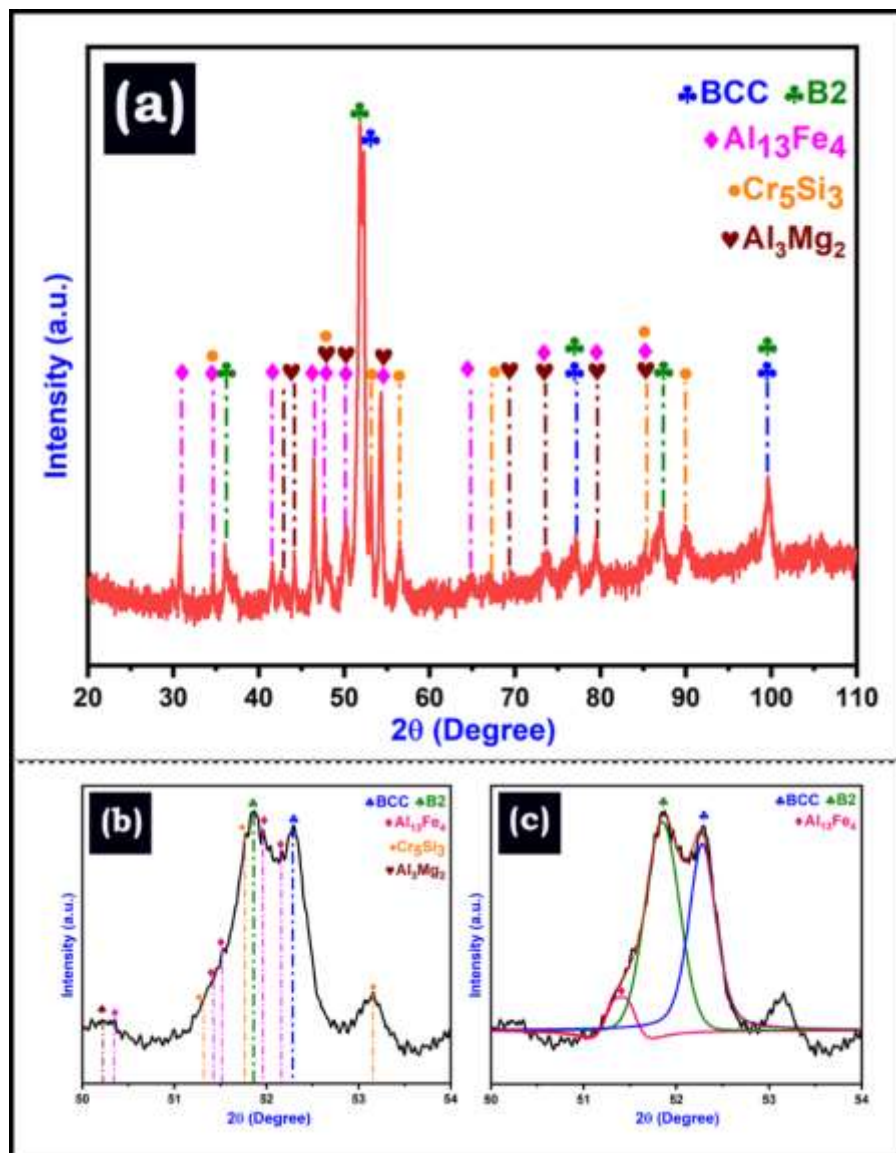 (a)
♣BCC ♣B2
♦Al₁₃Fe₄
●Cr₅Si₃
♥Al₃Mg₂
Intensity (a.u.)
20 30 40 50 60 70 80 90 100 110
2θ (Degree)
(b)
♣BCC ♣B2
♦Al₁₃Fe₄
●Cr₅Si₃
♥Al₃Mg₂
Intensity (a.u.)
50 51 52 53 54
2θ (Degree)
(c)
♣BCC ♣B2
♦Al₁₃Fe₄
Intensity (a.u.)
50 51 52 53 54
2θ (Degree)